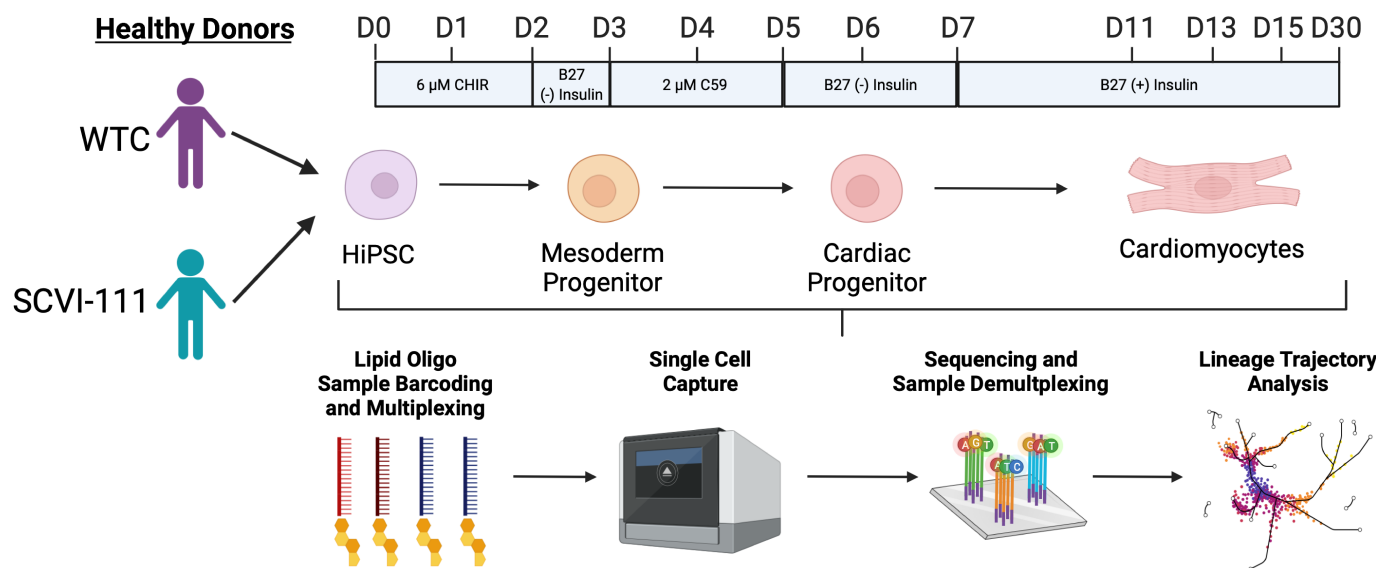 Healthy Donors
D0 D1 D2 D3 D4 D5 D6 D7 D11 D13 D15 D30
6 µM CHIR
B27
(-) Insulin
2 µM C59
B27 (-) Insulin
B27 (+) Insulin
WTC
SCVI-111
HiPSC
Mesoderm
Progenitor
Cardiac
Progenitor
Cardiomyocytes
Lipid Oligo
Sample Barcoding
and Multiplexing
Single Cell
Capture
Sequencing and
Sample Demultplexing
Lineage Trajectory
Analysis
A G T
G A T
A T C